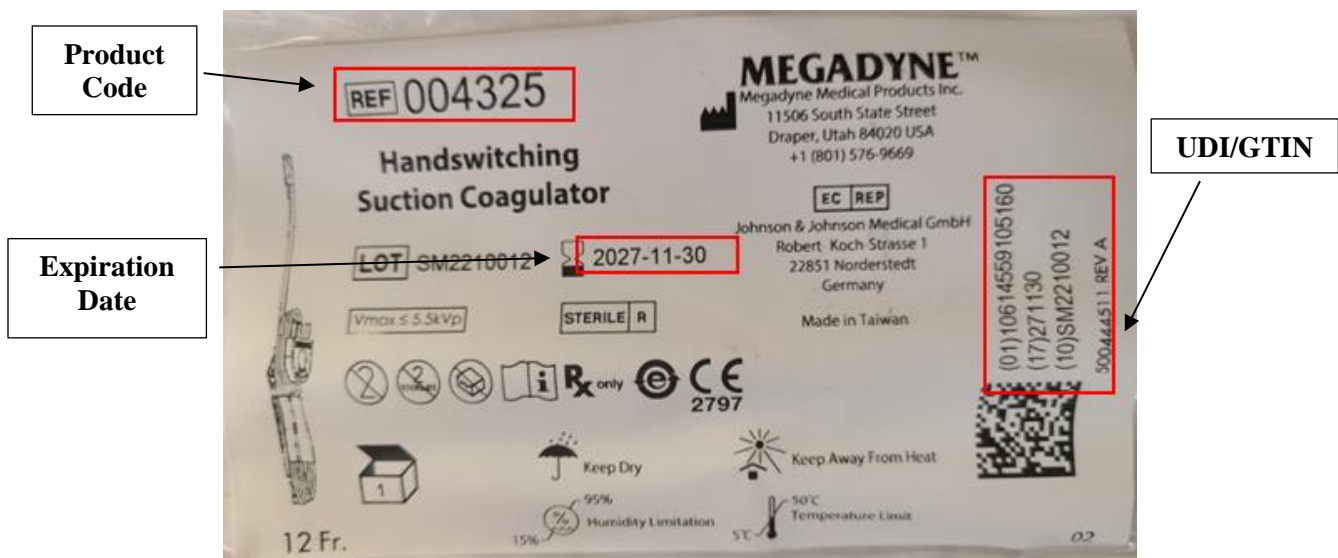 Product
Code
REF 004325
Handswitching
Suction Coagulator
MEGADYNE™
Megadyne Medical Products Inc.
11506 South State Street
Draper, Utah 84020 USA
+1 (801) 576-9669
UDI/GTIN
EC REP
Johnson & Johnson Medical GmbH
Robert Koch-Strasse 1
22851 Norderstedt
Germany
Made in Taiwan
Expiration
Date
LOT SM2210012
2027-11-30
Vmax ≤ 5.5kVp
STERILE R
(01)10614559105160
(17)271130
(10)SM2210012
50044451 1 REV A
2
2
i
Rx only
e
CE
2797
1
Keep Dry
Keep Away From Heat
95%
%
15%
Humidity Limitation
50°C
5°C
Temperature Limit
12 Fr.
02